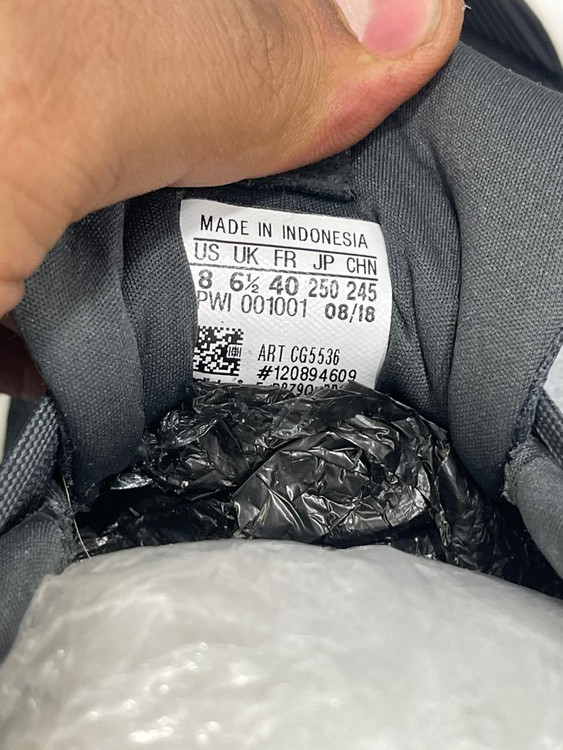 MADE IN INDONESIA
US UK FR JP CHN
8 6½ 40 250 245
PWI 001001 08/18
ART CG5536
#120894609